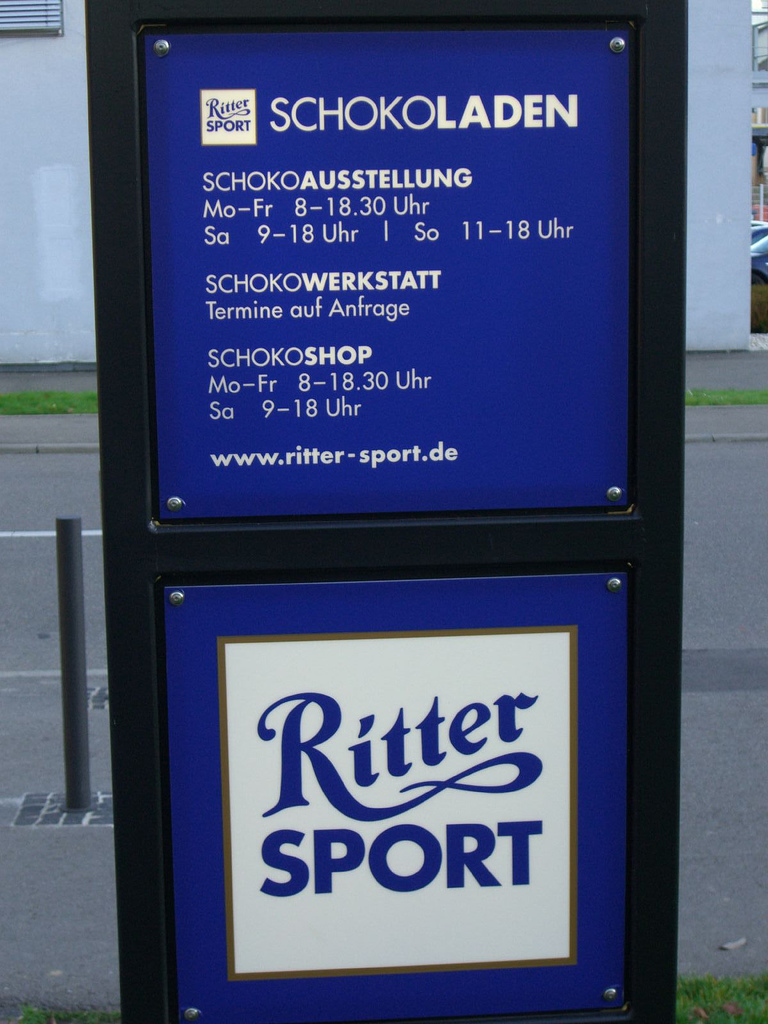 Ritter SPORT SCHOKOLADEN
SCHOKOAUSSTELLUNG
Mo–Fr 8–18.30 Uhr
Sa 9–18 Uhr | So 11–18 Uhr
SCHOKOWERKSTATT
Termine auf Anfrage
SCHOKOSHOP
Mo–Fr 8–18.30 Uhr
Sa 9–18 Uhr
www.ritter-sport.de
Ritter
SPORT